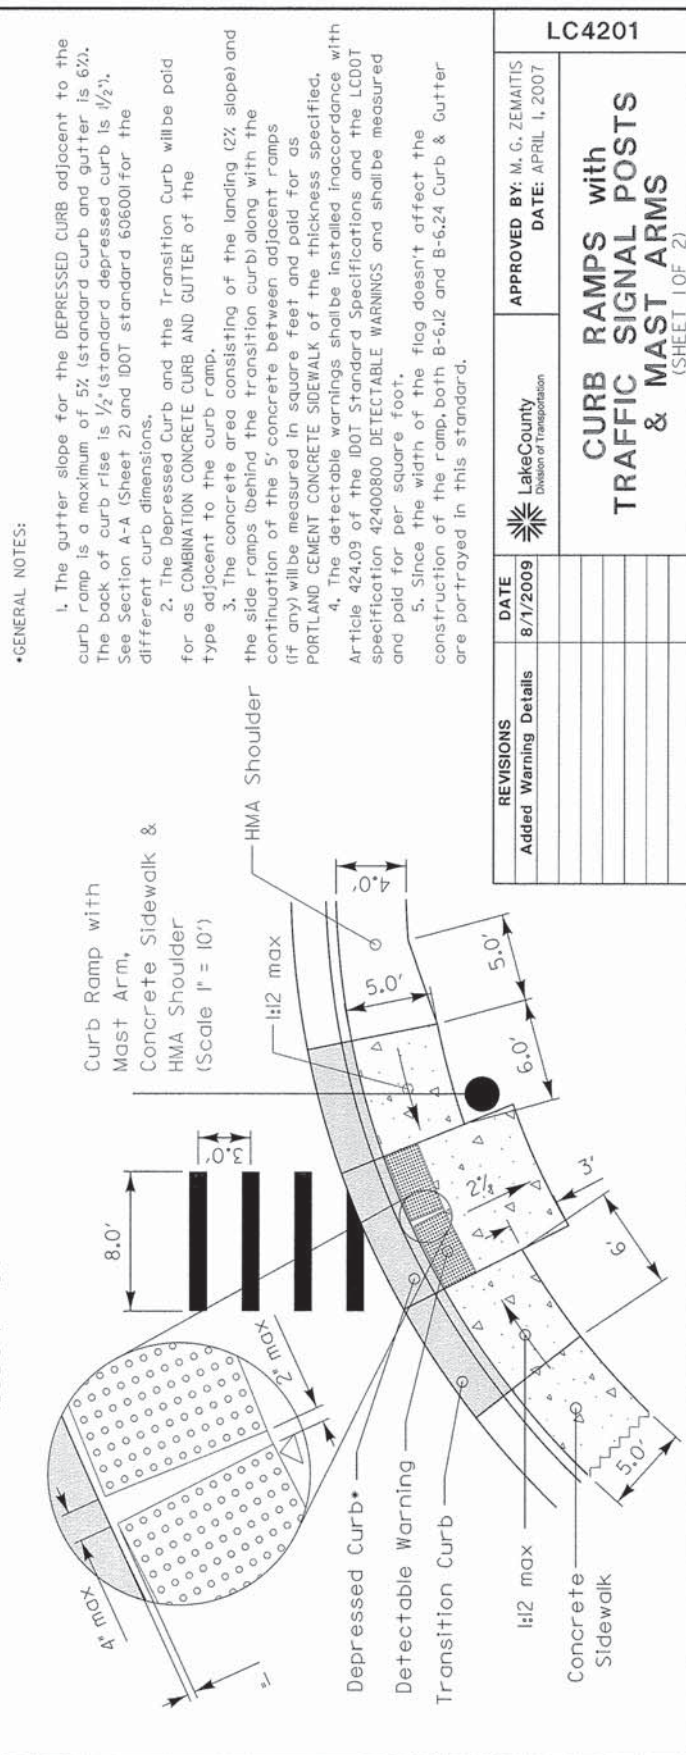 •GENERAL NOTES:
1. The gutter slope for the DEPRESSED CURB adjacent to the
curb ramp is a maximum of 5% (standard curb and gutter is 6%).
The back of curb rise is 1/2" (standard depressed curb is 1 1/2").
See Section A-A (Sheet 2) and IDOT standard 606001 for the
different curb dimensions.
2. The Depressed Curb and the Transition Curb will be paid
for as COMBINATION CONCRETE CURB AND GUTTER of the
type adjacent to the curb ramp.
3. The concrete area consisting of the landing (2% slope) and
the side ramps (behind the transition curb) along with the
continuation of the 5' concrete between adjacent ramps
(if any) will be measured in square feet and paid for as
PORTLAND CEMENT CONCRETE SIDEWALK of the thickness specified.
4. The detectable warnings shall be installed inaccordance with
Article 424.09 of the IDOT Standard Specifications and the LCDOT
specification 42400800 DETECTABLE WARNINGS and shall be measured
and paid for per square foot.
5. Since the width of the flag doesn't affect the
construction of the ramp, both B-6.12 and B-6.24 Curb & Gutter
are portrayed in this standard.
Curb Ramp with
Mast Arm,
Concrete Sidewalk &
HMA Shoulder
(Scale 1" = 10')
HMA Shoulder
1:12 max
4.0'
5.0'
5.0'
6.0'
8.0'
3.0'
2%
3'
6'
5.0'
4" max
2" max
1"
Depressed Curb*
Detectable Warning
Transition Curb
1:12 max
Concrete
Sidewalk
REVISIONS
DATE
Added Warning Details
8/1/2009
LakeCounty
Division of Transportation
APPROVED BY: M. G. ZEMAITIS
DATE: APRIL 1, 2007
LC4201
CURB RAMPS with
TRAFFIC SIGNAL POSTS
& MAST ARMS
(SHEET 1 OF 2)